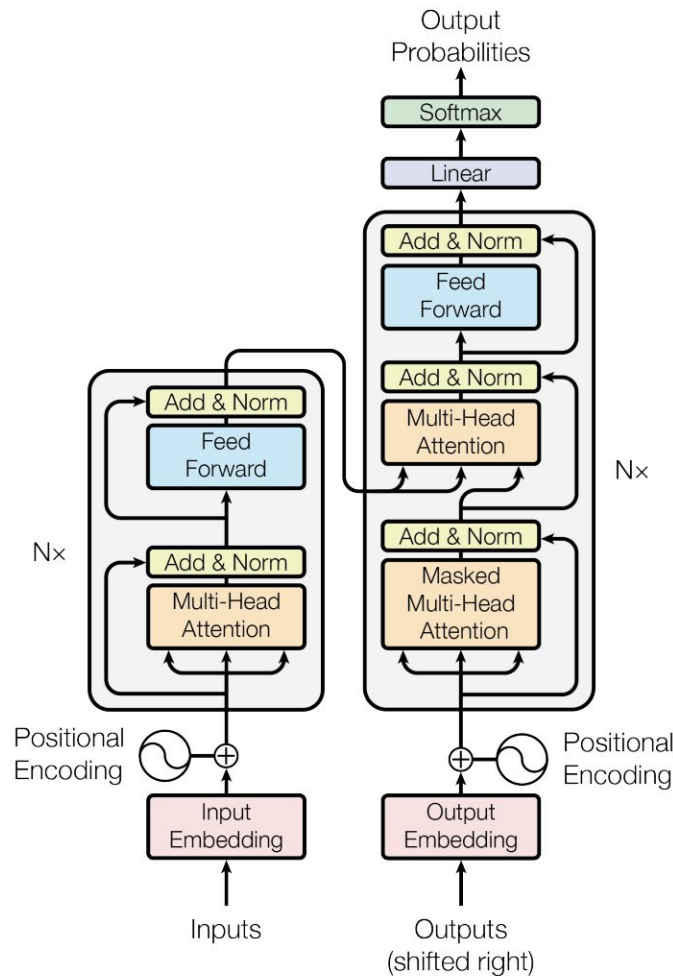 Output
Probabilities
Softmax
Linear
Add & Norm
Feed
Forward
Add & Norm
Multi-Head
Attention
Add & Norm
Masked
Multi-Head
Attention
Nx
Add & Norm
Feed
Forward
Add & Norm
Multi-Head
Attention
N×
Positional
Encoding
Positional
Encoding
Input
Embedding
Output
Embedding
Inputs
Outputs
(shifted right)